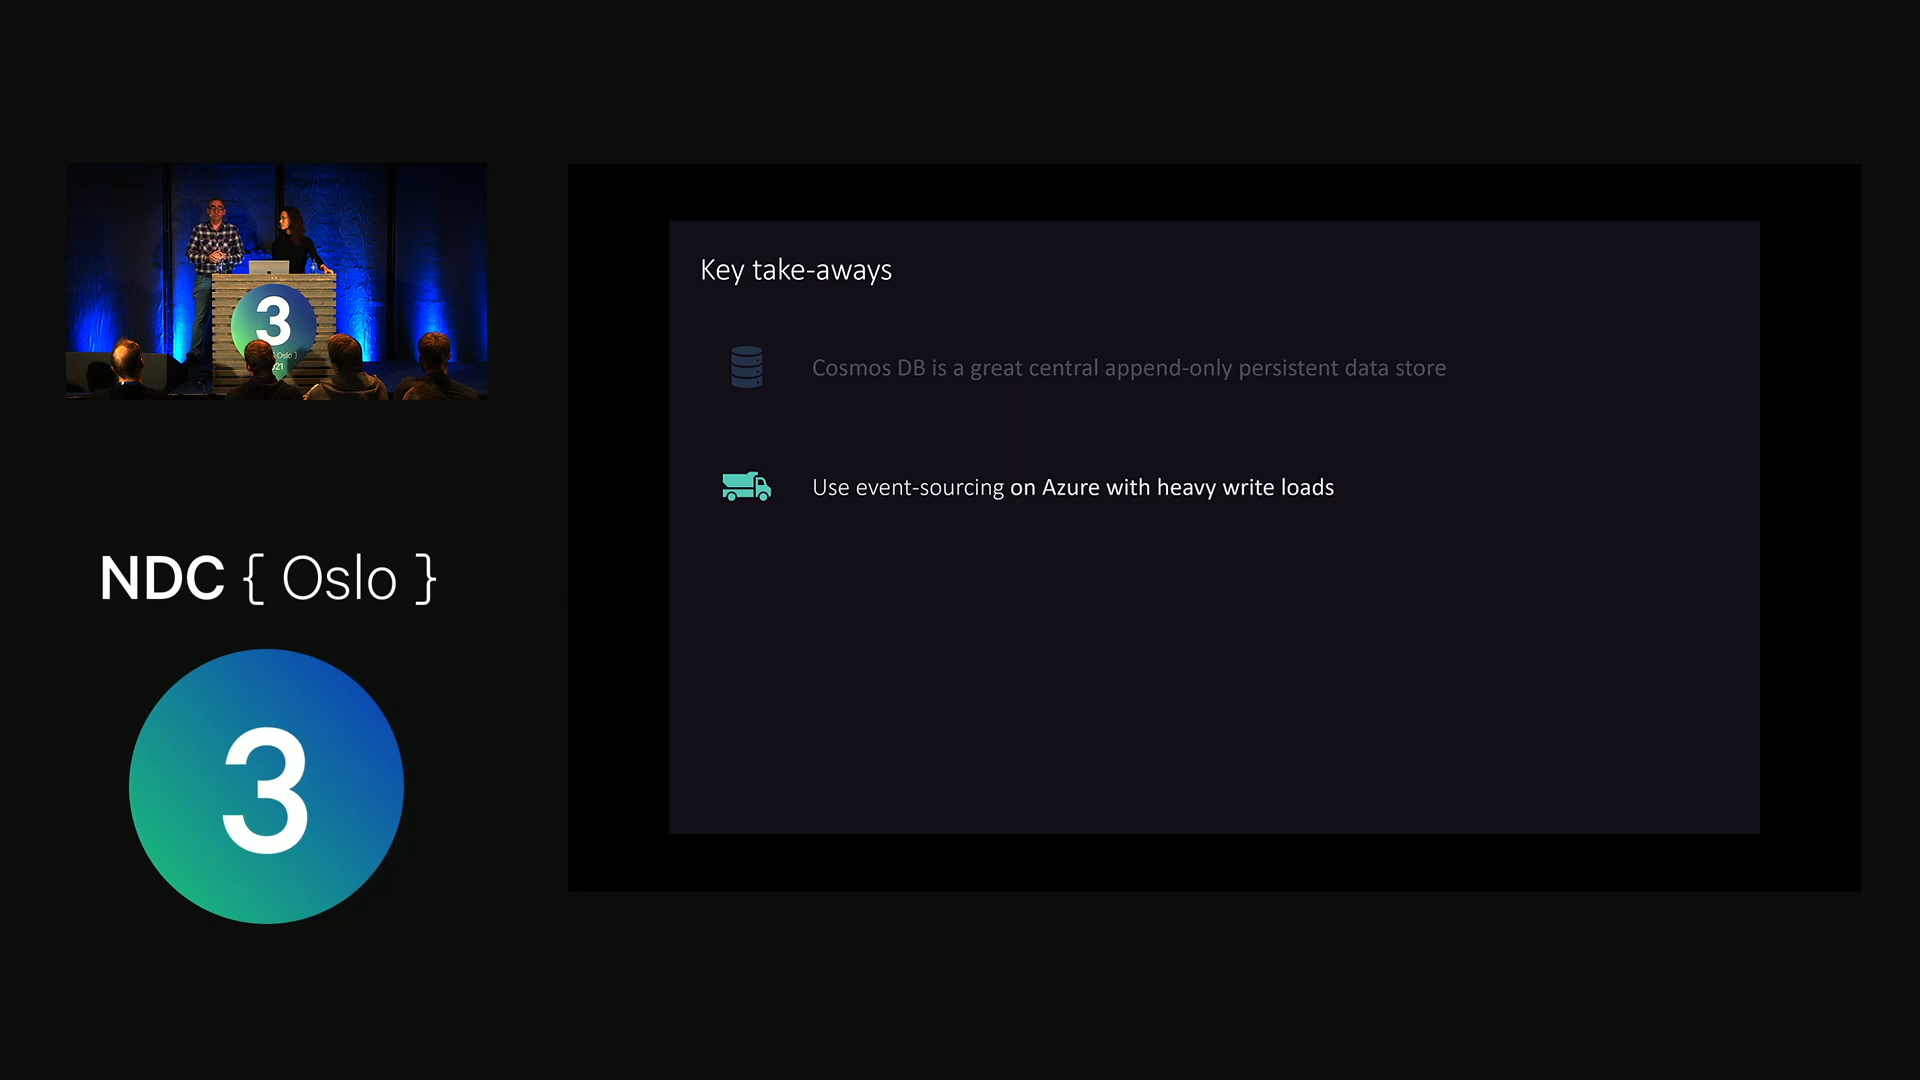 3
Oslo }
Key take-aways
Cosmos DB is a great central append-only persistent data store
Use event-sourcing on Azure with heavy write loads
NDC { Oslo }
3